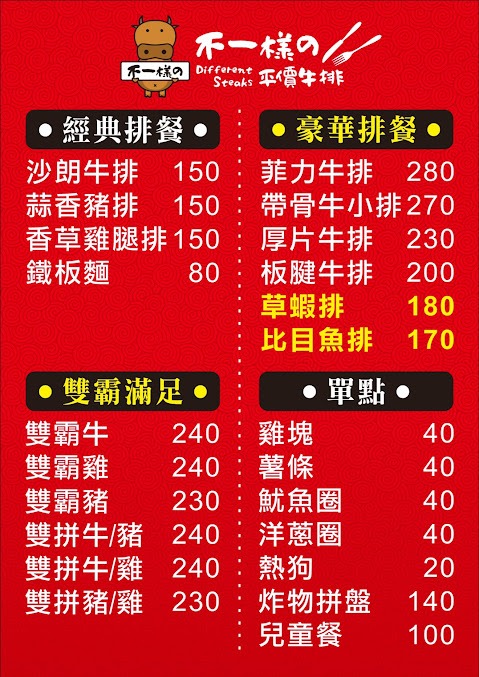 不一樣の
不一樣の
Different
Steaks 平價牛排
• 經典排餐 •
沙朗牛排 150
蒜香豬排 150
香草雞腿排 150
鐵板麵 80
• 豪華排餐 •
菲力牛排 280
帶骨牛小排 270
厚片牛排 230
板腱牛排 200
草蝦排 180
比目魚排 170
• 雙霸滿足 •
雙霸牛 240
雙霸雞 240
雙霸豬 230
雙拼牛/豬 240
雙拼牛/雞 240
雙拼豬/雞 230
• 單點 •
雞塊 40
薯條 40
魷魚圈 40
洋蔥圈 40
熱狗 20
炸物拼盤 140
兒童餐 100